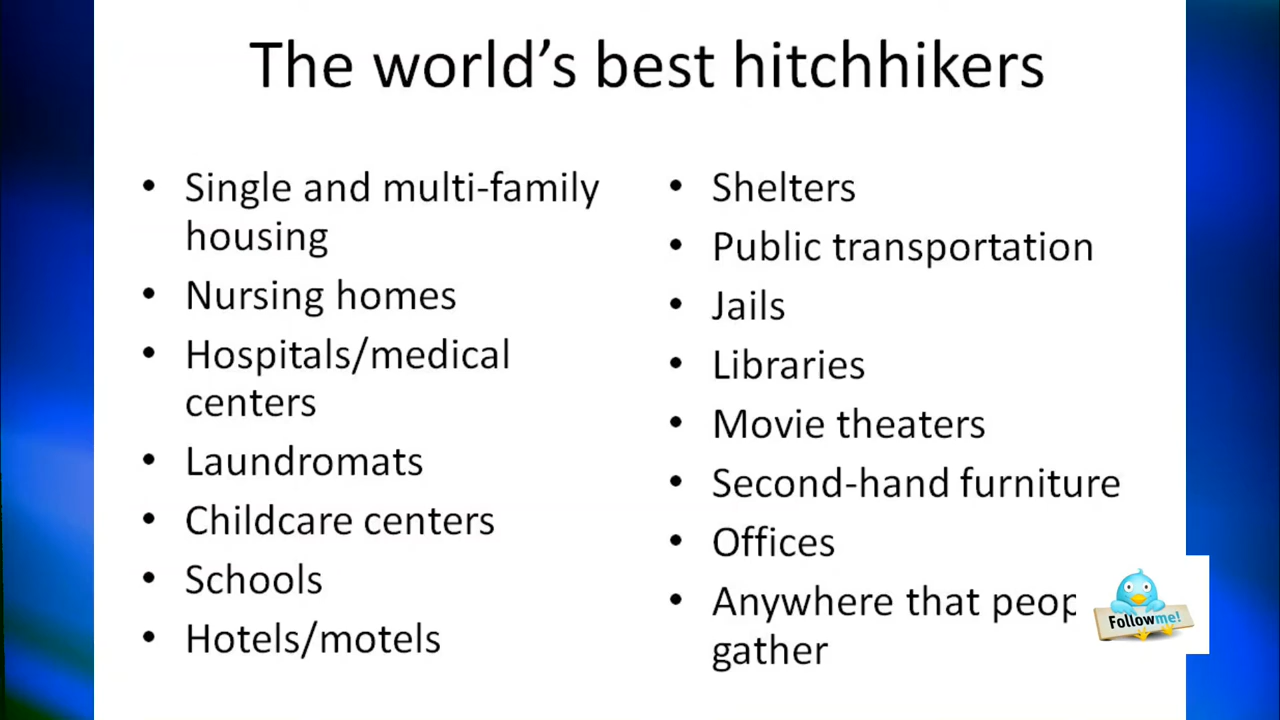 The world's best hitchhikers
• Single and multi-family
housing
• Nursing homes
• Hospitals/medical
centers
• Laundromats
• Childcare centers
• Schools
• Hotels/motels
• Shelters
• Public transportation
• Jails
• Libraries
• Movie theaters
• Second-hand furniture
• Offices
• Anywhere that peop
gather
Followme!